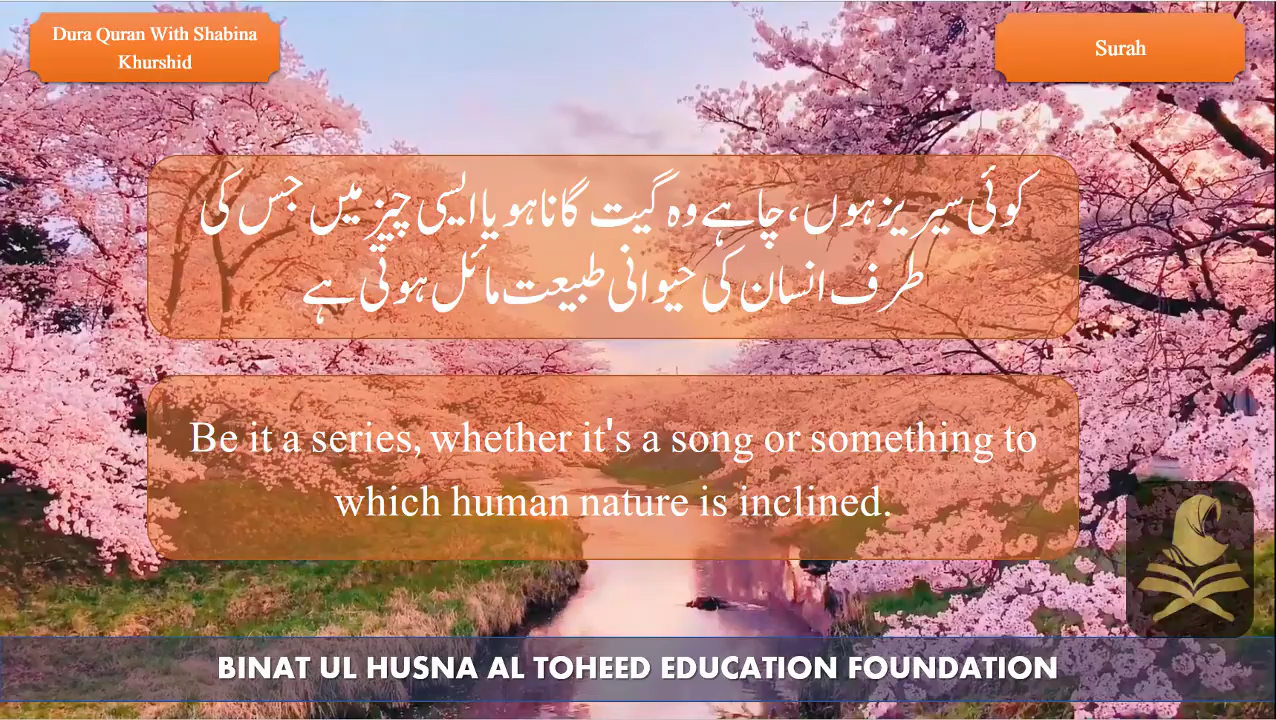 Dura Quran With Shabina
Khurshid
Surah
کوئی سیریز ہوں، چاہے وہ گیت گانا ہو یا ایسی چیز میں جس کی
طرف انسان کی حیوانی طبیعت مائل ہوتی ہے
Be it a series, whether it's a song or something to
which human nature is inclined.
BINAT UL HUSNA AL TOHEED EDUCATION FOUNDATION